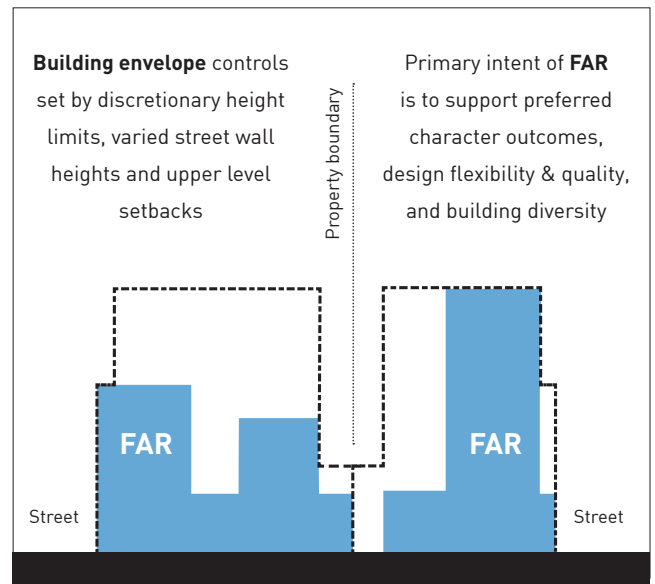 Building envelope controls
set by discretionary height
limits, varied street wall
heights and upper level
setbacks
Property boundary
Primary intent of FAR
is to support preferred
character outcomes,
design flexibility & quality,
and building diversity
FAR
FAR
Street
Street